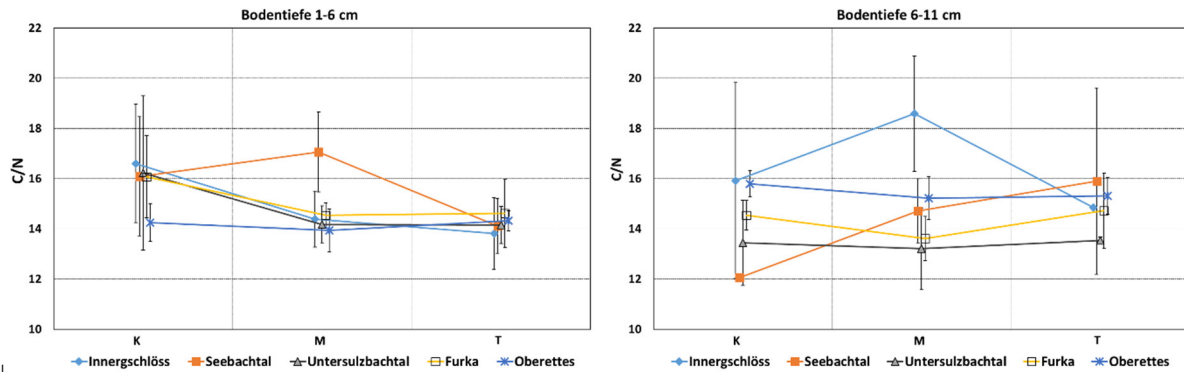 Bodentiefe 1-6 cm
22
20
18
16
14
12
10
C/N
K M T
Innergschlöss Seebachtal Untersulzbachtal Furka Oberettes
Bodentiefe 6-11 cm
22
20
18
16
14
12
10
C/N
K M T
Innergschlöss Seebachtal Untersulzbachtal Furka Oberettes